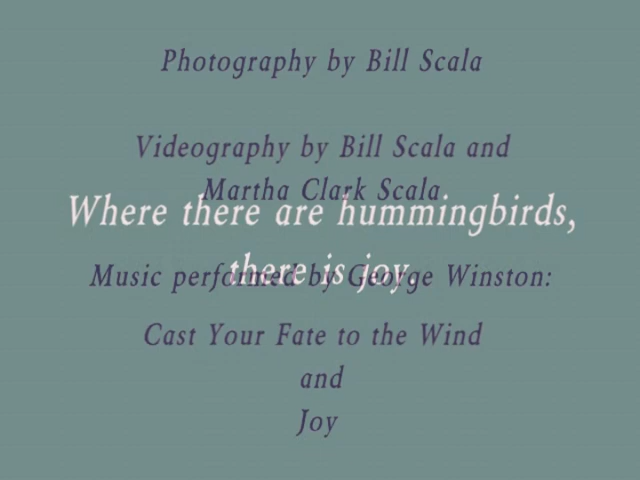 Photography by Bill Scala
Videography by Bill Scala and
Martha Clark Scala
Where there are hummingbirds,
there is joy.
Music performed by George Winston:
Cast Your Fate to the Wind
and
Joy